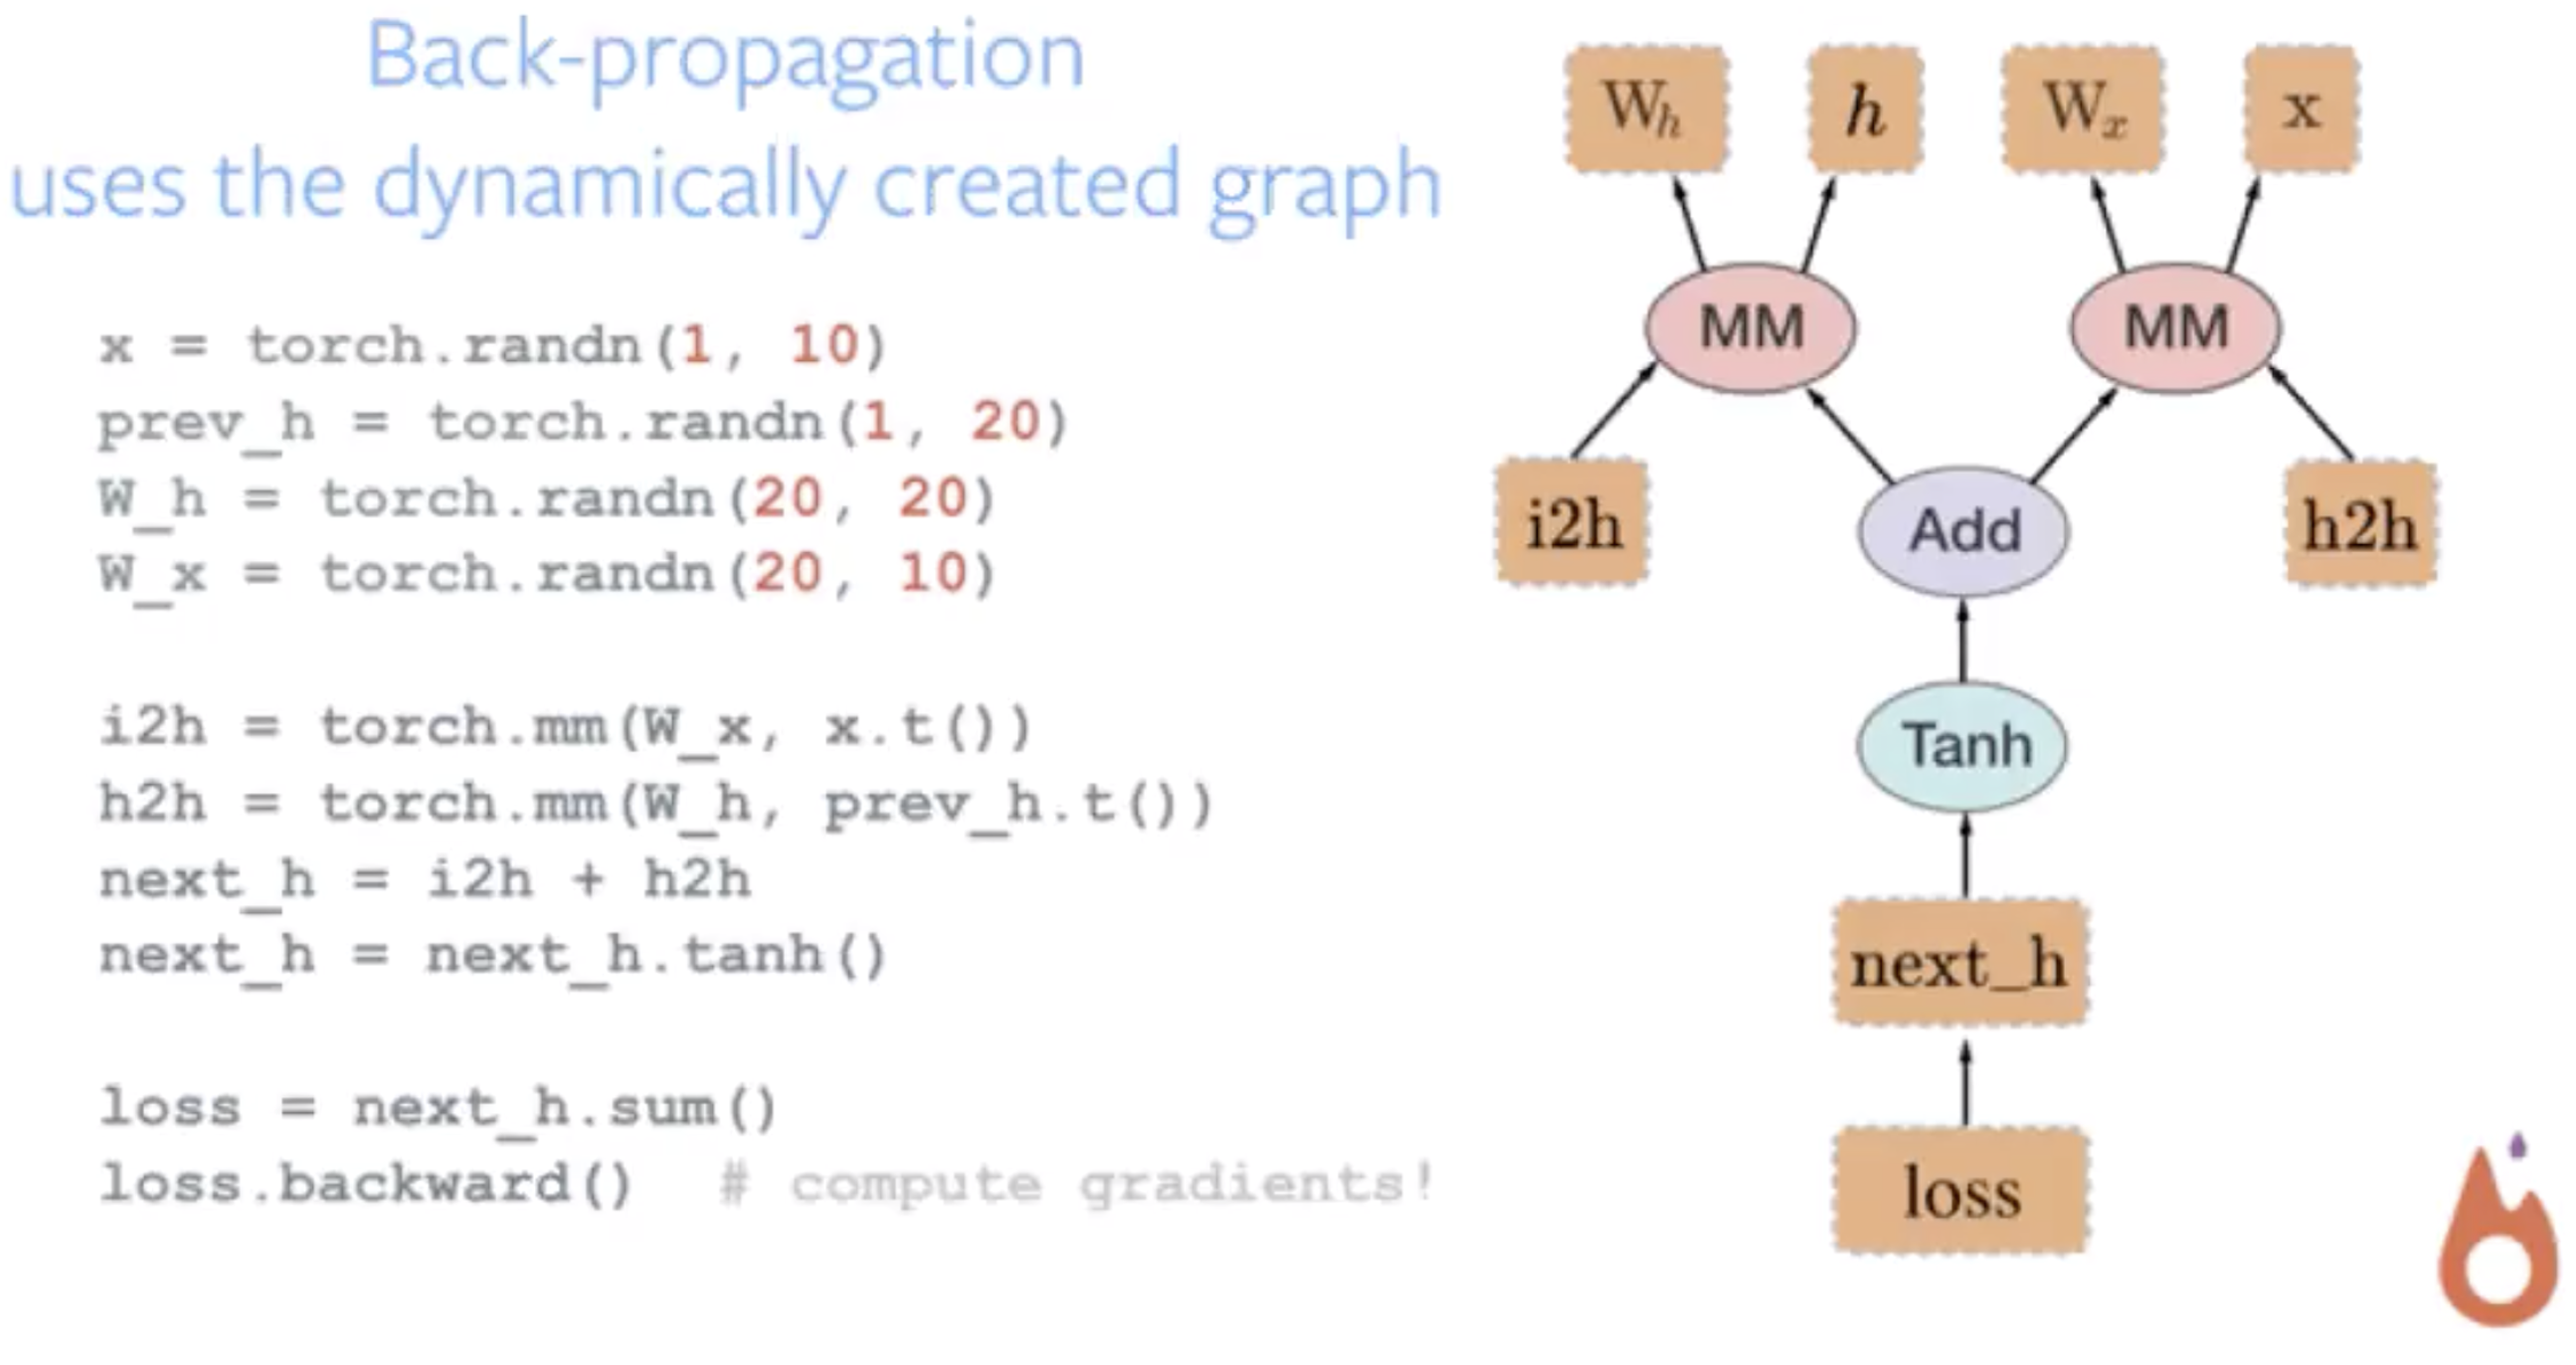 Back-propagation
uses the dynamically created graph
x = torch.randn(1, 10)
prev_h = torch.randn(1, 20)
W_h = torch.randn(20, 20)
W_x = torch.randn(20, 10)
i2h = torch.mm(W_x, x.t())
h2h = torch.mm(W_h, prev_h.t())
next_h = i2h + h2h
next_h = next_h.tanh()
loss = next_h.sum()
loss.backward()  # compute gradients!
W_h h W_x x
MM MM
i2h Add h2h
Tanh
next_h
loss